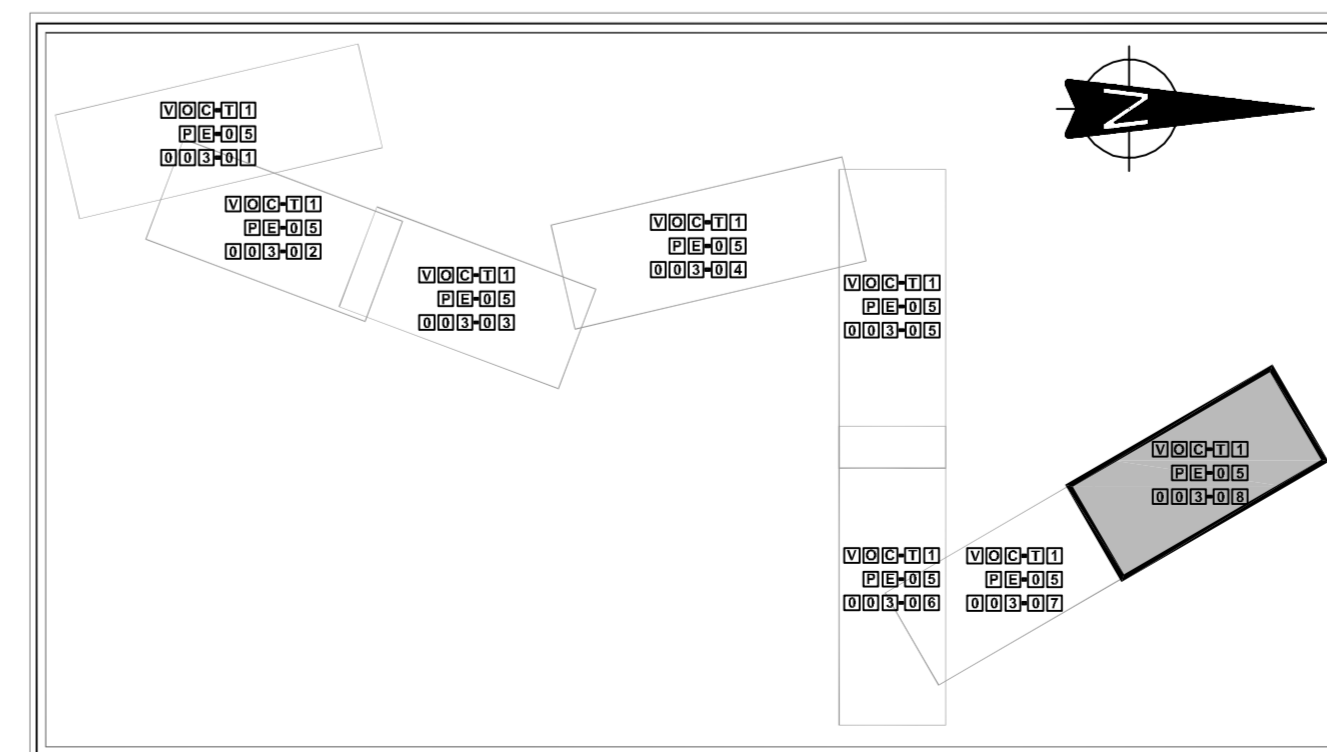 VOC-T1
PE-05
003-01
VOC-T1
PE-05
003-02
VOC-T1
PE-05
003-03
VOC-T1
PE-05
003-04
VOC-T1
PE-05
003-05
VOC-T1
PE-05
003-06
VOC-T1
PE-05
003-07
VOC-T1
PE-05
003-08
N